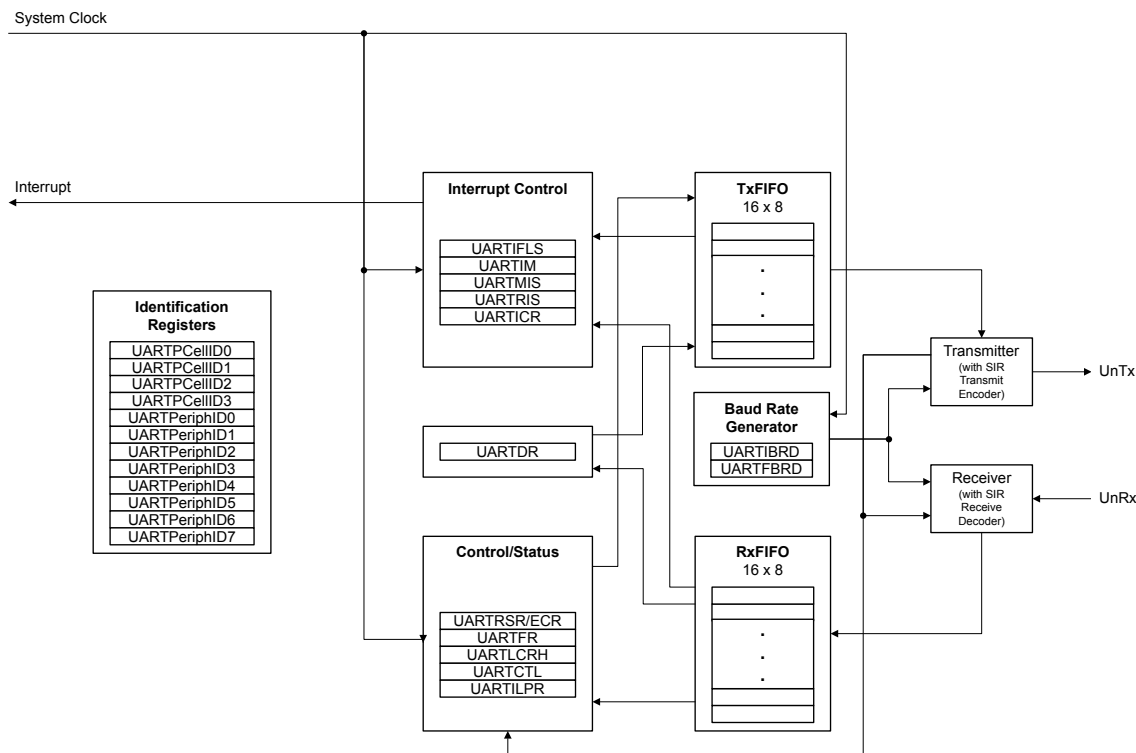 System Clock
Interrupt
Identification
Registers
UARTPCellID0
UARTPCellID1
UARTPCellID2
UARTPCellID3
UARTPeriphID0
UARTPeriphID1
UARTPeriphID2
UARTPeriphID3
UARTPeriphID4
UARTPeriphID5
UARTPeriphID6
UARTPeriphID7
Interrupt Control
UARTIFLS
UARTIM
UARTMIS
UARTRIS
UARTICR
UARTDR
Control/Status
UARTRSR/ECR
UARTFR
UARTLCRH
UARTCTL
UARTILPR
TxFIFO
16 x 8
.
.
.
Baud Rate
Generator
UARTIBRD
UARTFBRD
RxFIFO
16 x 8
.
.
.
Transmitter
(with SIR
Transmit
Encoder)
UnTx
Receiver
(with SIR
Receive
Decoder)
UnRx